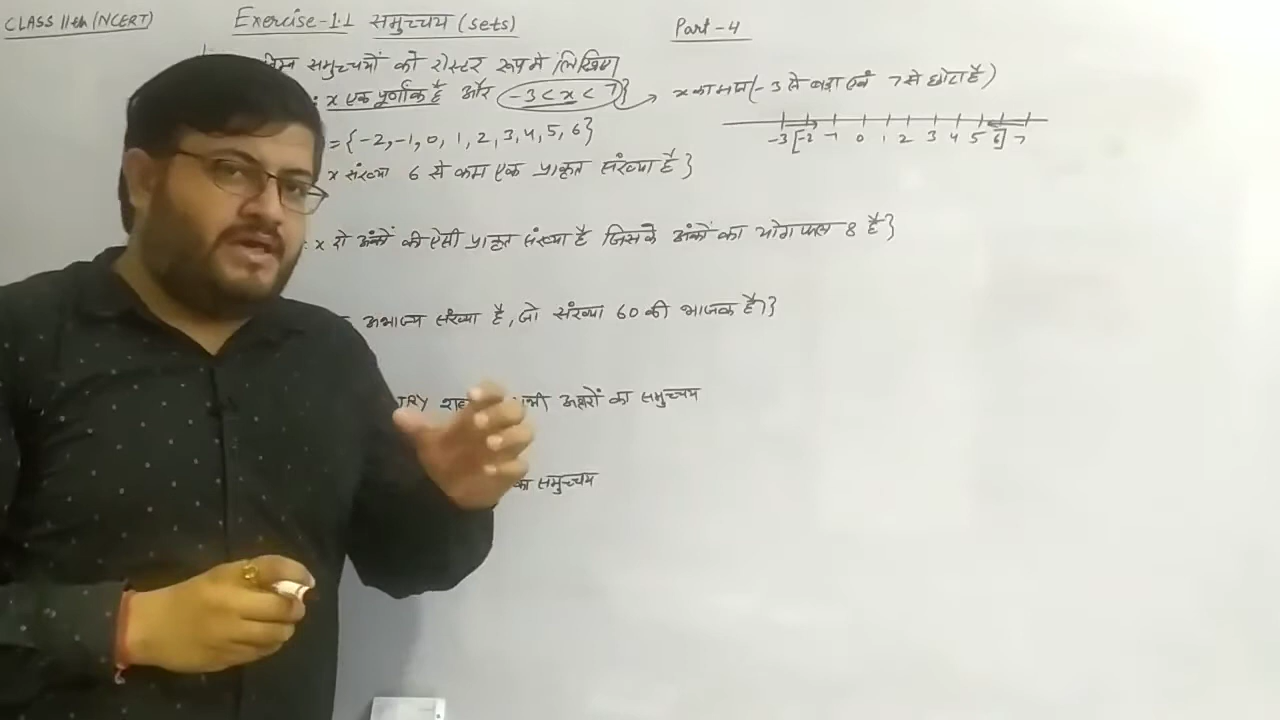 CLASS 11th (NCERT)
Exercise-1.1 समुच्चय (sets)
Part-4
समुच्चयों को रोस्टर रूप में लिखिए
: x एक पूर्णांक है और -3 < x < 7}
x का मान (-3 से बड़ा एवं 7 से छोटा है)
= {-2, -1, 0, 1, 2, 3, 4, 5, 6}
-3 [-2 -1 0 1 2 3 4 5 6] 7
x संख्या 6 से कम एक प्राकृत संख्या है}
: x दो अंकों की ऐसी प्राकृत संख्या है जिसके अंकों का योगफल 8 है}
अभाज्य संख्या है, जो संख्या 60 की भाजक है}
TRY अक्षरों का समुच्चय
का समुच्चय